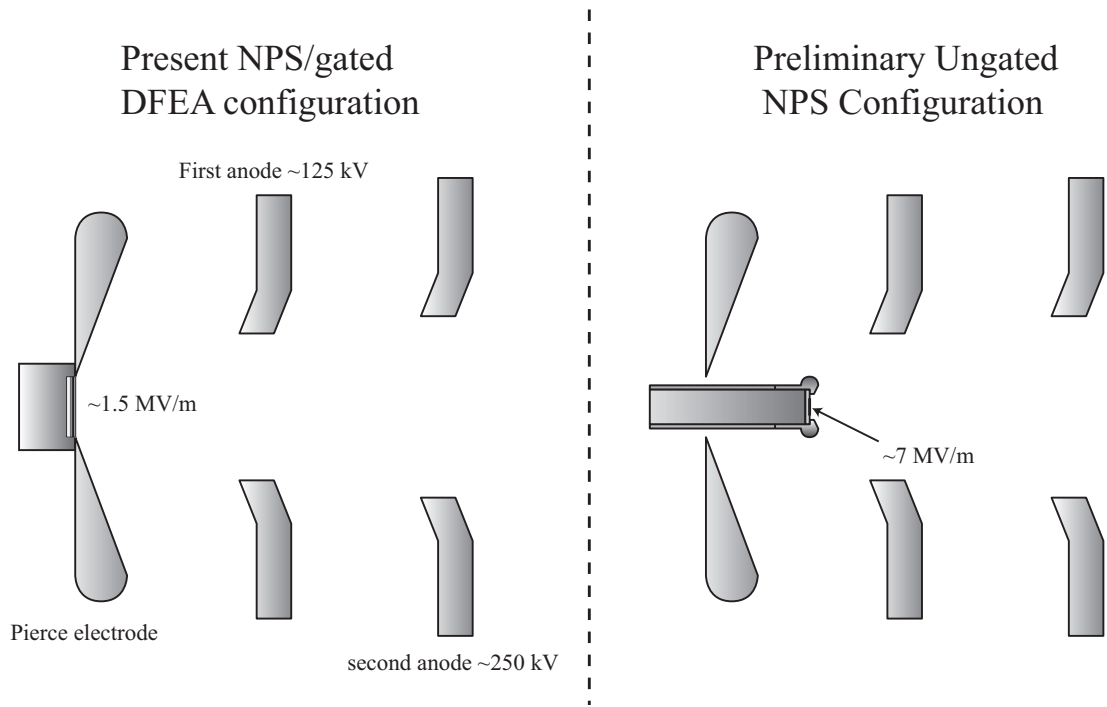 Present NPS/gated
DFEA configuration
Preliminary Ungated
NPS Configuration
First anode ~125 kV
~1.5 MV/m
~7 MV/m
Pierce electrode
second anode ~250 kV